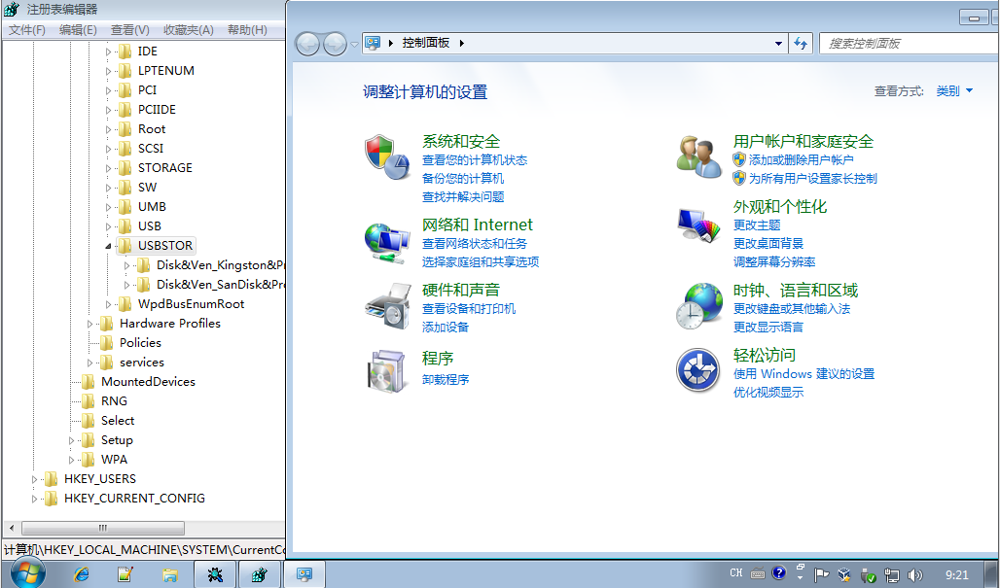 注册表编辑器
文件(F) 编辑(E) 查看(V) 收藏夹(A) 帮助(H)
IDE
LPTENUM
PCI
PCIIDE
Root
SCSI
STORAGE
SW
UMB
USB
USBSTOR
Disk&Ven_Kingston&Pr
Disk&Ven_SanDisk&Pr
WpdBusEnumRoot
Hardware Profiles
Policies
services
MountedDevices
RNG
Select
Setup
WPA
HKEY_USERS
HKEY_CURRENT_CONFIG
计算机\HKEY_LOCAL_MACHINE\SYSTEM\CurrentCo
控制面板
搜索控制面板
调整计算机的设置
查看方式: 类别
系统和安全
查看您的计算机状态
备份您的计算机
查找并解决问题
网络和 Internet
查看网络状态和任务
选择家庭组和共享选项
硬件和声音
查看设备和打印机
添加设备
程序
卸载程序
用户帐户和家庭安全
添加或删除用户帐户
为所有用户设置家长控制
外观和个性化
更改主题
更改桌面背景
调整屏幕分辨率
时钟、语言和区域
更改键盘或其他输入法
更改显示语言
轻松访问
使用 Windows 建议的设置
优化视频显示
CH
9:21